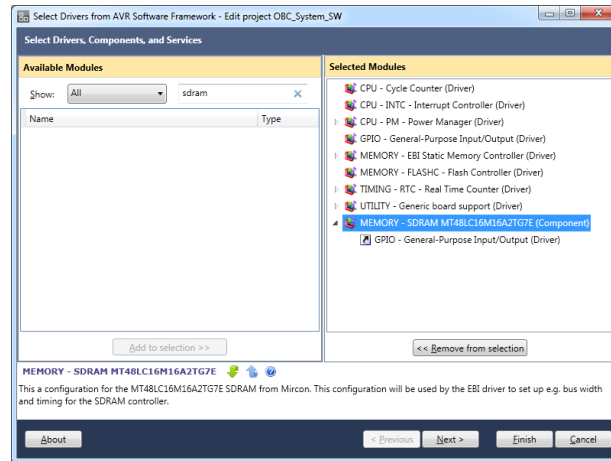 Select Drivers from AVR Software Framework - Edit project OBC_System_SW
Select Drivers, Components, and Services
Available Modules
Show: All sdram
Name Type
Add to selection >>
Selected Modules
CPU - Cycle Counter (Driver)
CPU - INTC - Interrupt Controller (Driver)
CPU - PM - Power Manager (Driver)
GPIO - General-Purpose Input/Output (Driver)
MEMORY - EBI Static Memory Controller (Driver)
MEMORY - FLASHC - Flash Controller (Driver)
TIMING - RTC - Real Time Counter (Driver)
UTILITY - Generic board support (Driver)
MEMORY - SDRAM MT48LC16M16A2TG7E (Component)
GPIO - General-Purpose Input/Output (Driver)
<< Remove from selection
MEMORY - SDRAM MT48LC16M16A2TG7E
This a configuration for the MT48LC16M16A2TG7E SDRAM from Mircon. This configuration will be used by the EBI driver to set up e.g. bus width
and timing for the SDRAM controller.
About < Previous Next > Finish Cancel